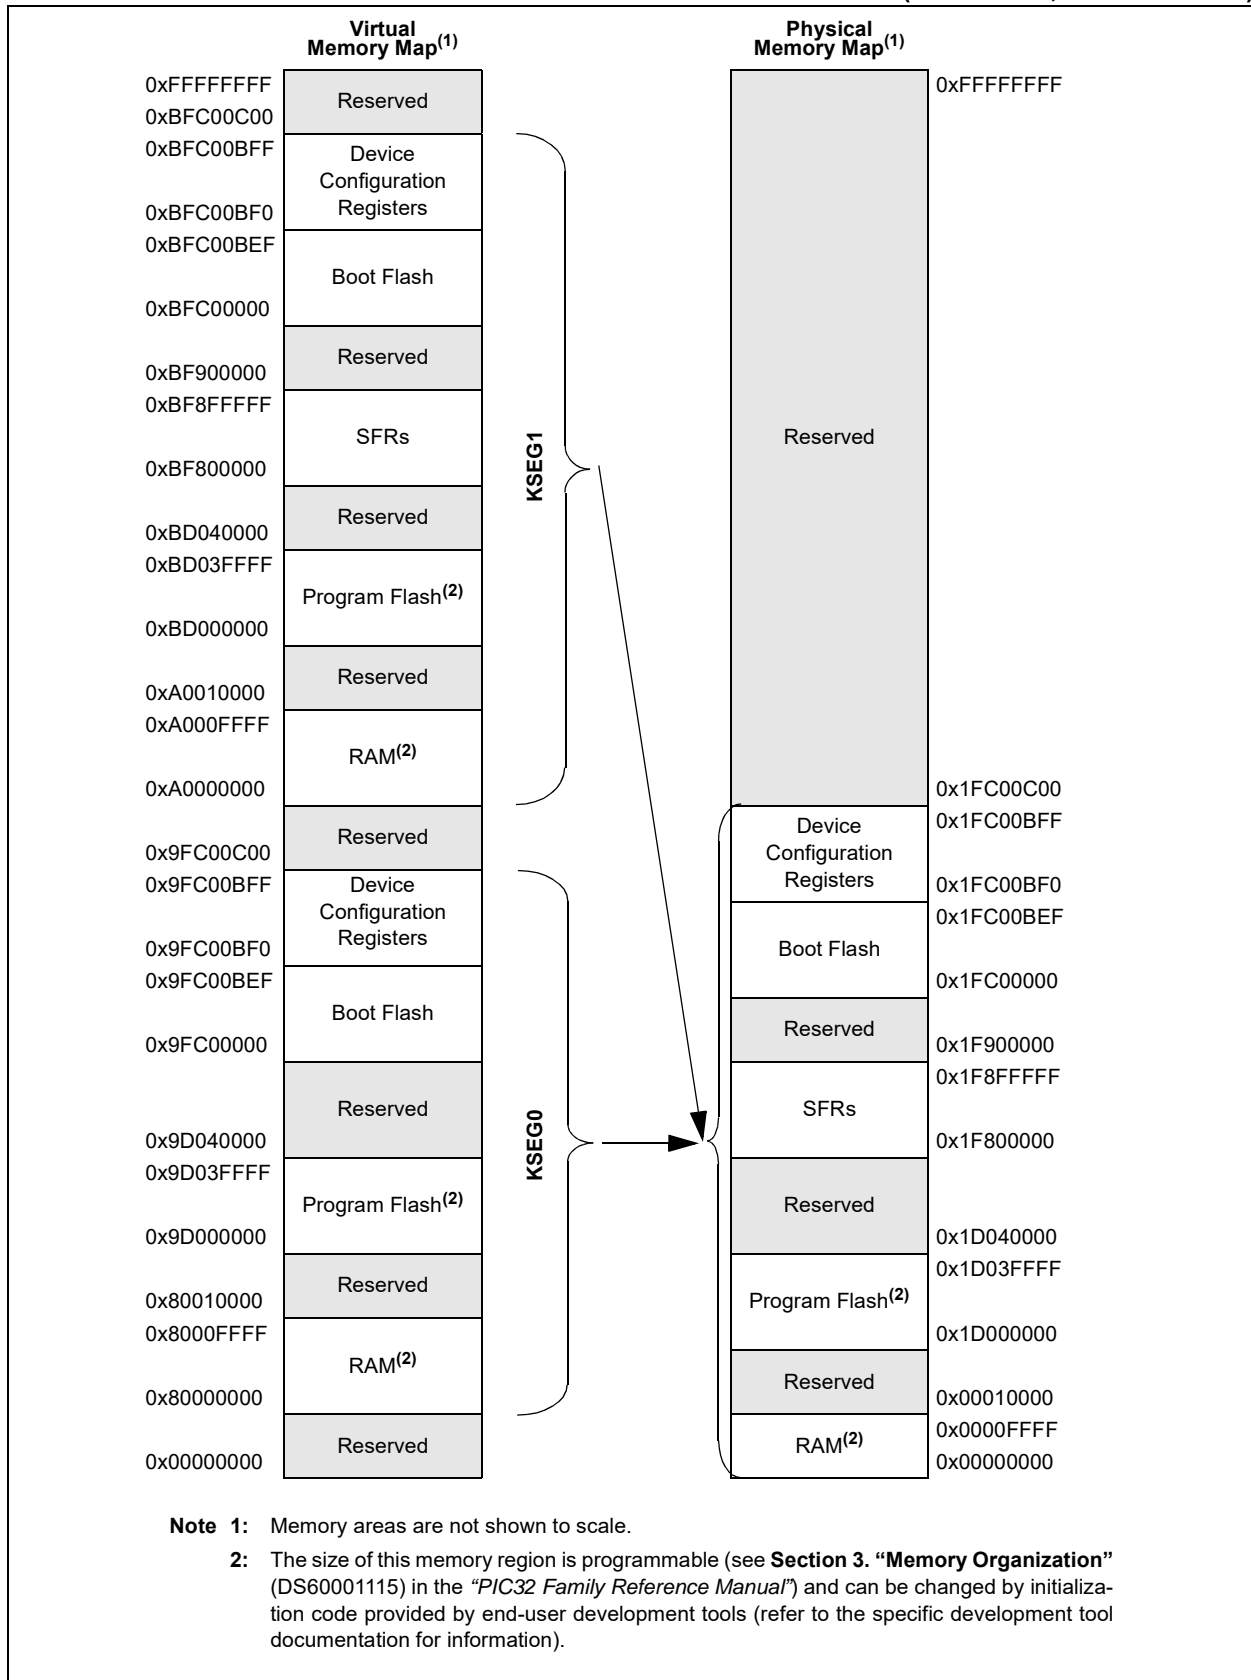 Virtual
Memory Map(1)
0xFFFFFFFF
Reserved
0xBFC00C00
0xBFC00BFF
Device
Configuration
Registers
0xBFC00BF0
0xBFC00BEF
Boot Flash
0xBFC00000
Reserved
0xBF900000
0xBF8FFFFF
SFRs
0xBF800000
Reserved
0xBD040000
0xBD03FFFF
Program Flash(2)
0xBD000000
Reserved
0xA0010000
0xA000FFFF
RAM(2)
0xA0000000
Reserved
0x9FC00C00
0x9FC00BFF
Device
Configuration
Registers
0x9FC00BF0
0x9FC00BEF
Boot Flash
0x9FC00000
Reserved
0x9D040000
0x9D03FFFF
Program Flash(2)
0x9D000000
Reserved
0x80010000
0x8000FFFF
RAM(2)
0x80000000
Reserved
0x00000000
KSEG1
KSEG0
Physical
Memory Map(1)
0xFFFFFFFF
Reserved
0x1FC00C00
0x1FC00BFF
Device
Configuration
Registers
0x1FC00BF0
0x1FC00BEF
Boot Flash
0x1FC00000
Reserved
0x1F900000
0x1F8FFFFF
SFRs
0x1F800000
Reserved
0x1D040000
0x1D03FFFF
Program Flash(2)
0x1D000000
Reserved
0x00010000
0x0000FFFF
RAM(2)
0x00000000
Note 1: Memory areas are not shown to scale.
2: The size of this memory region is programmable (see Section 3. “Memory Organization”
(DS60001115) in the “PIC32 Family Reference Manual”) and can be changed by initializa-
tion code provided by end-user development tools (refer to the specific development tool
documentation for information).